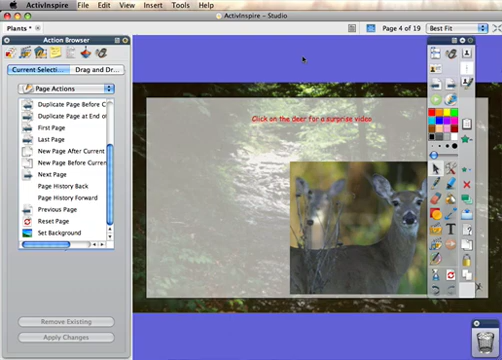 ActivInspire File Edit View Insert Tools Help
ActivInspire - Studio
Plants * Page 4 of 19 Best Fit
Action Browser
Current Selecti... Drag and Dr...
Page Actions
Duplicate Page Before C
Duplicate Page at End of
First Page
Last Page
New Page After Current
New Page Before Current
Next Page
Page History Back
Page History Forward
Previous Page
Reset Page
Set Background
Remove Existing
Apply Changes
Click on the deer for a surprise video